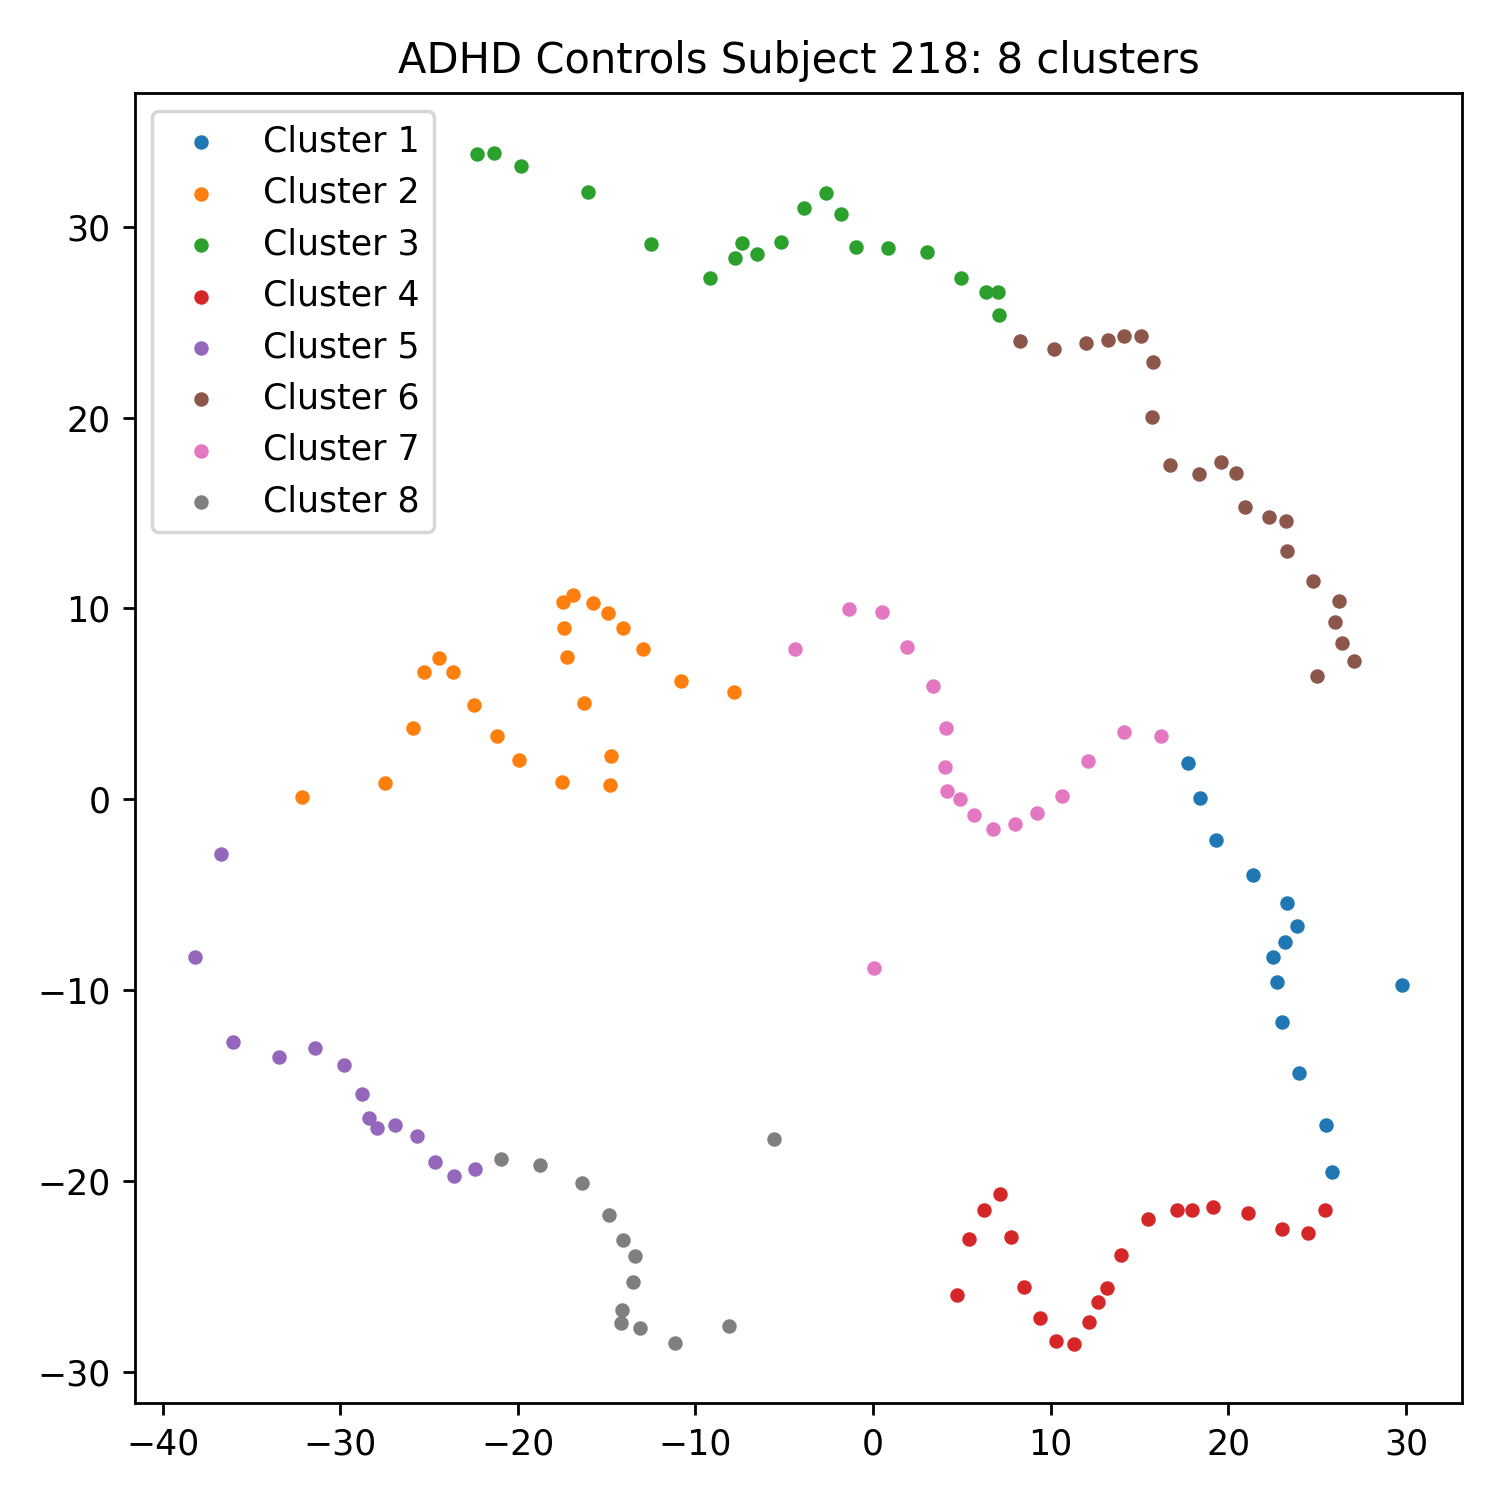 ADHD Controls Subject 218: 8 clusters
Cluster 1
Cluster 2
Cluster 3
Cluster 4
Cluster 5
Cluster 6
Cluster 7
Cluster 8
30
20
10
0
−10
−20
−30
−40 −30 −20 −10 0 10 20 30